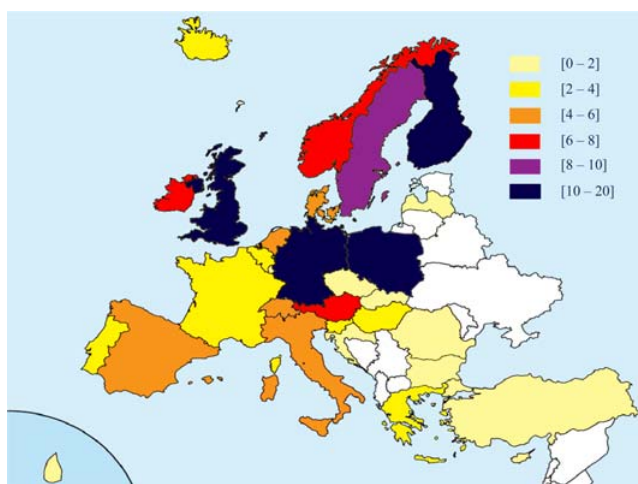 [0 – 2]
[2 – 4]
[4 – 6]
[6 – 8]
[8 – 10]
[10 – 20]